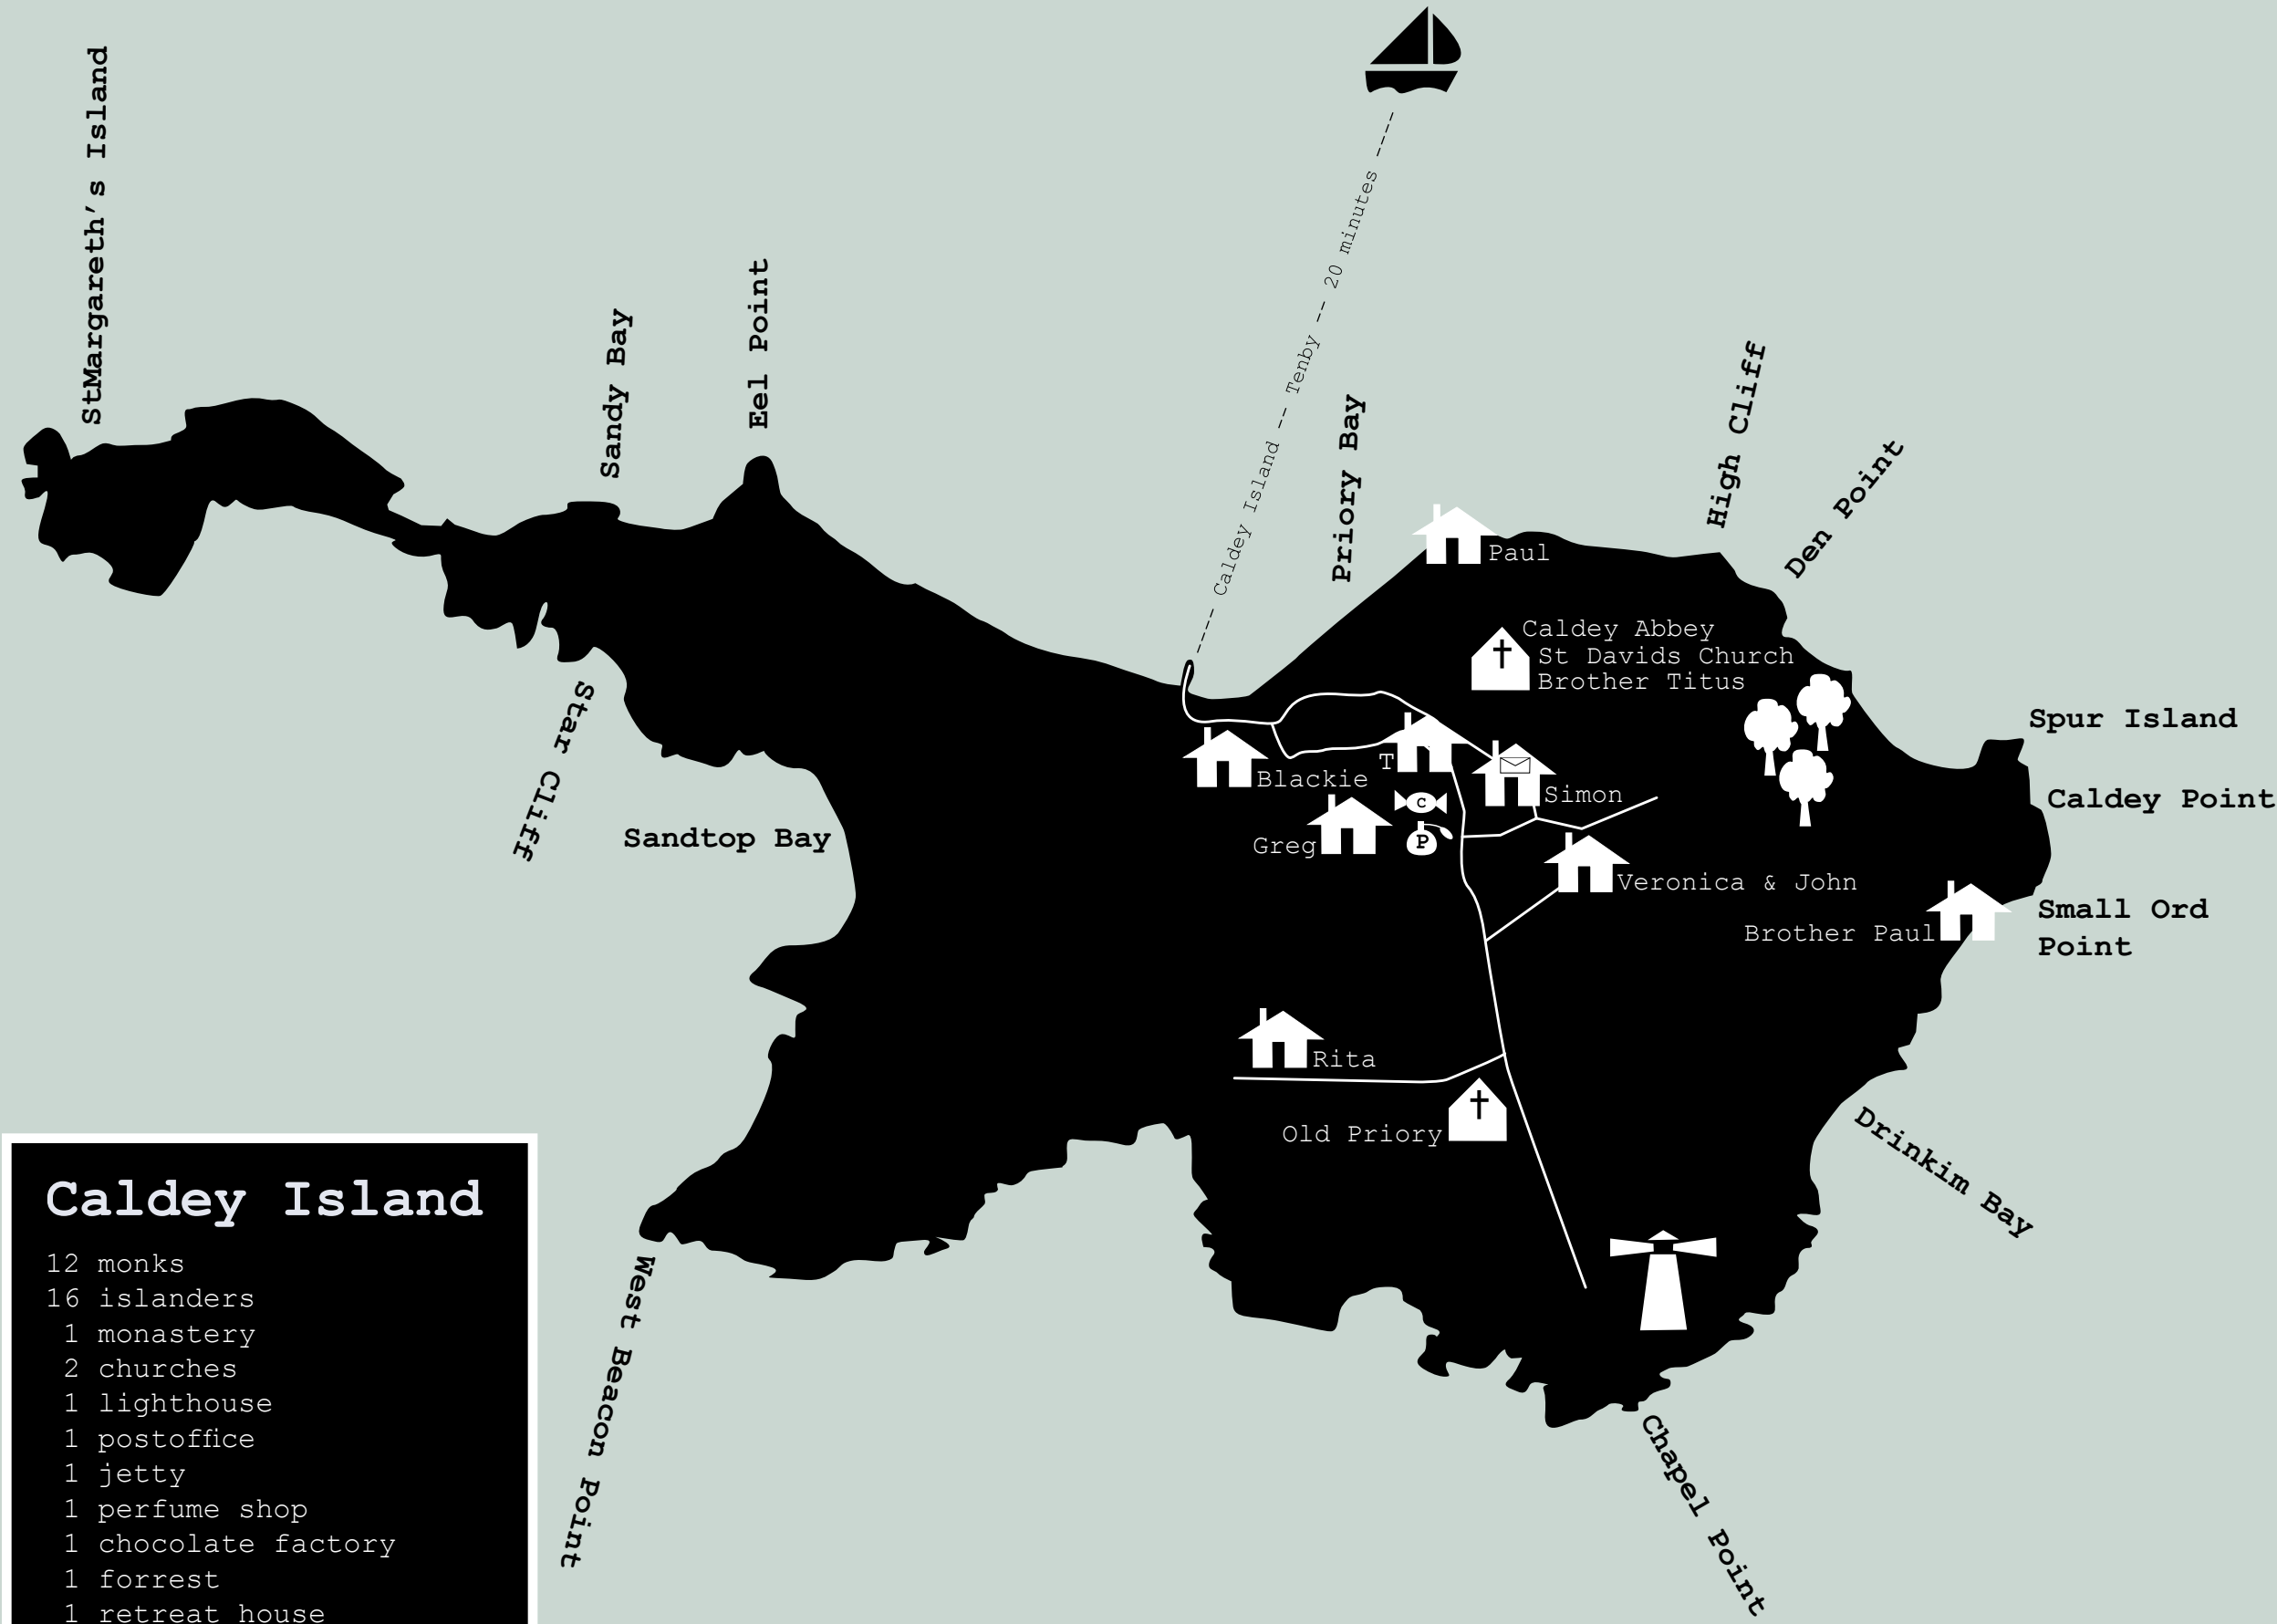 StMargareth's Island
Sandy Bay
Eel Point
Caldey Island -- Tenby -- 20 minutes
Priory Bay
High Cliff
Den Point
Paul
Caldey Abbey
St Davids Church
Brother Titus
Spur Island
Caldey Point
Small Ord
Point
Star Cliff
Sandtop Bay
Blackie
T
Simon
C
Greg
P
Veronica & John
Brother Paul
Rita
Old Priory
Drinkim Bay
West Beacon Point
Chapel Point
Caldey Island
12 monks
16 islanders
1 monastery
2 churches
1 lighthouse
1 postoffice
1 jetty
1 perfume shop
1 chocolate factory
1 forrest
1 retreat house